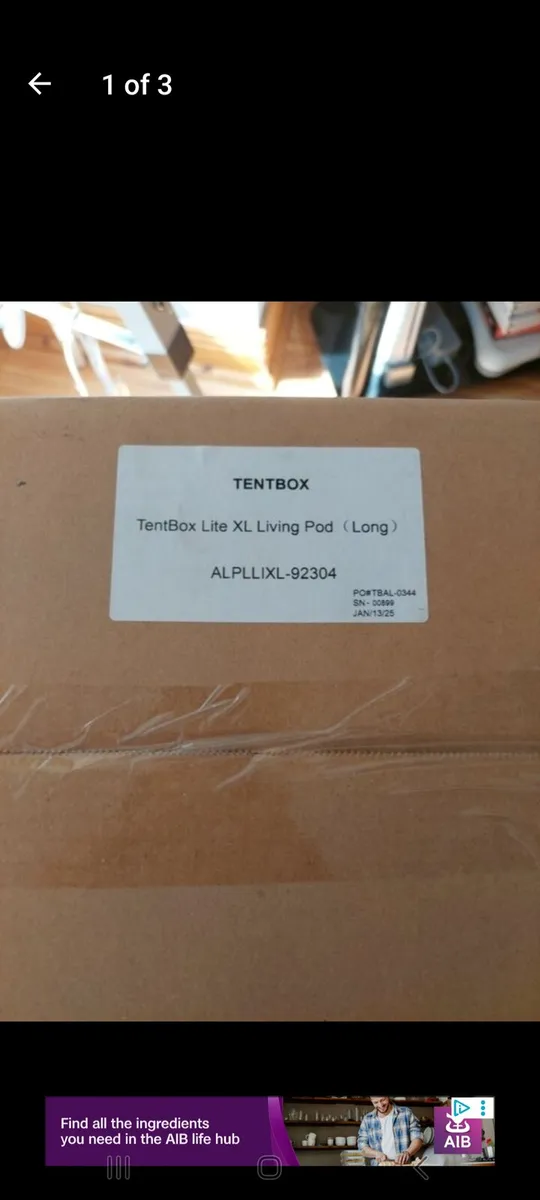 1 of 3
TENTBOX
TentBox Lite XL Living Pod (Long)
ALPLLIXL-92304
PO#TBAL-0344
SN- 00899
JAN/13/25
Find all the ingredients
you need in the AIB life hub
AIB